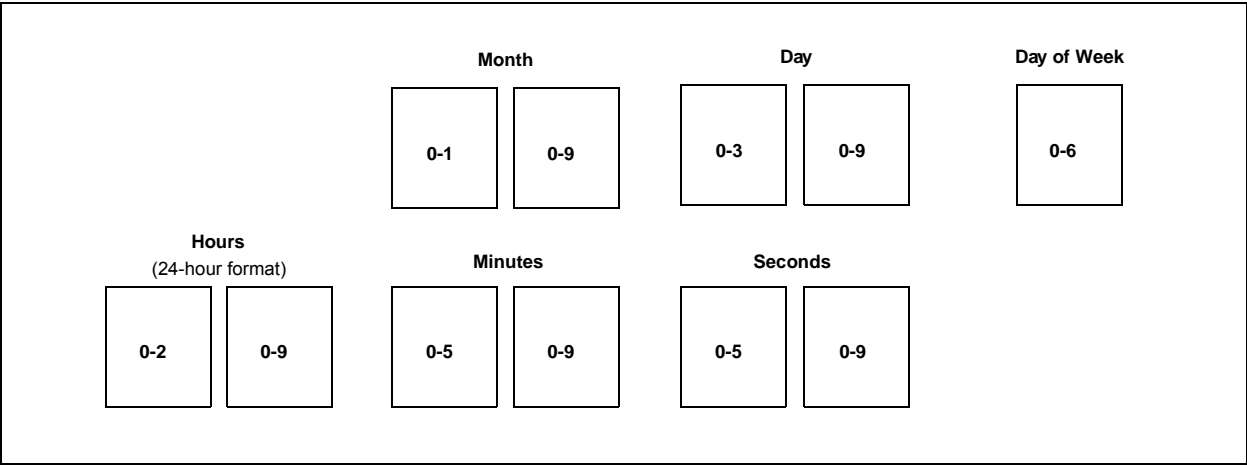 Month Day Day of Week
0-1 0-9 0-3 0-9 0-6
Hours
(24-hour format)
Minutes Seconds
0-2 0-9 0-5 0-9 0-5 0-9